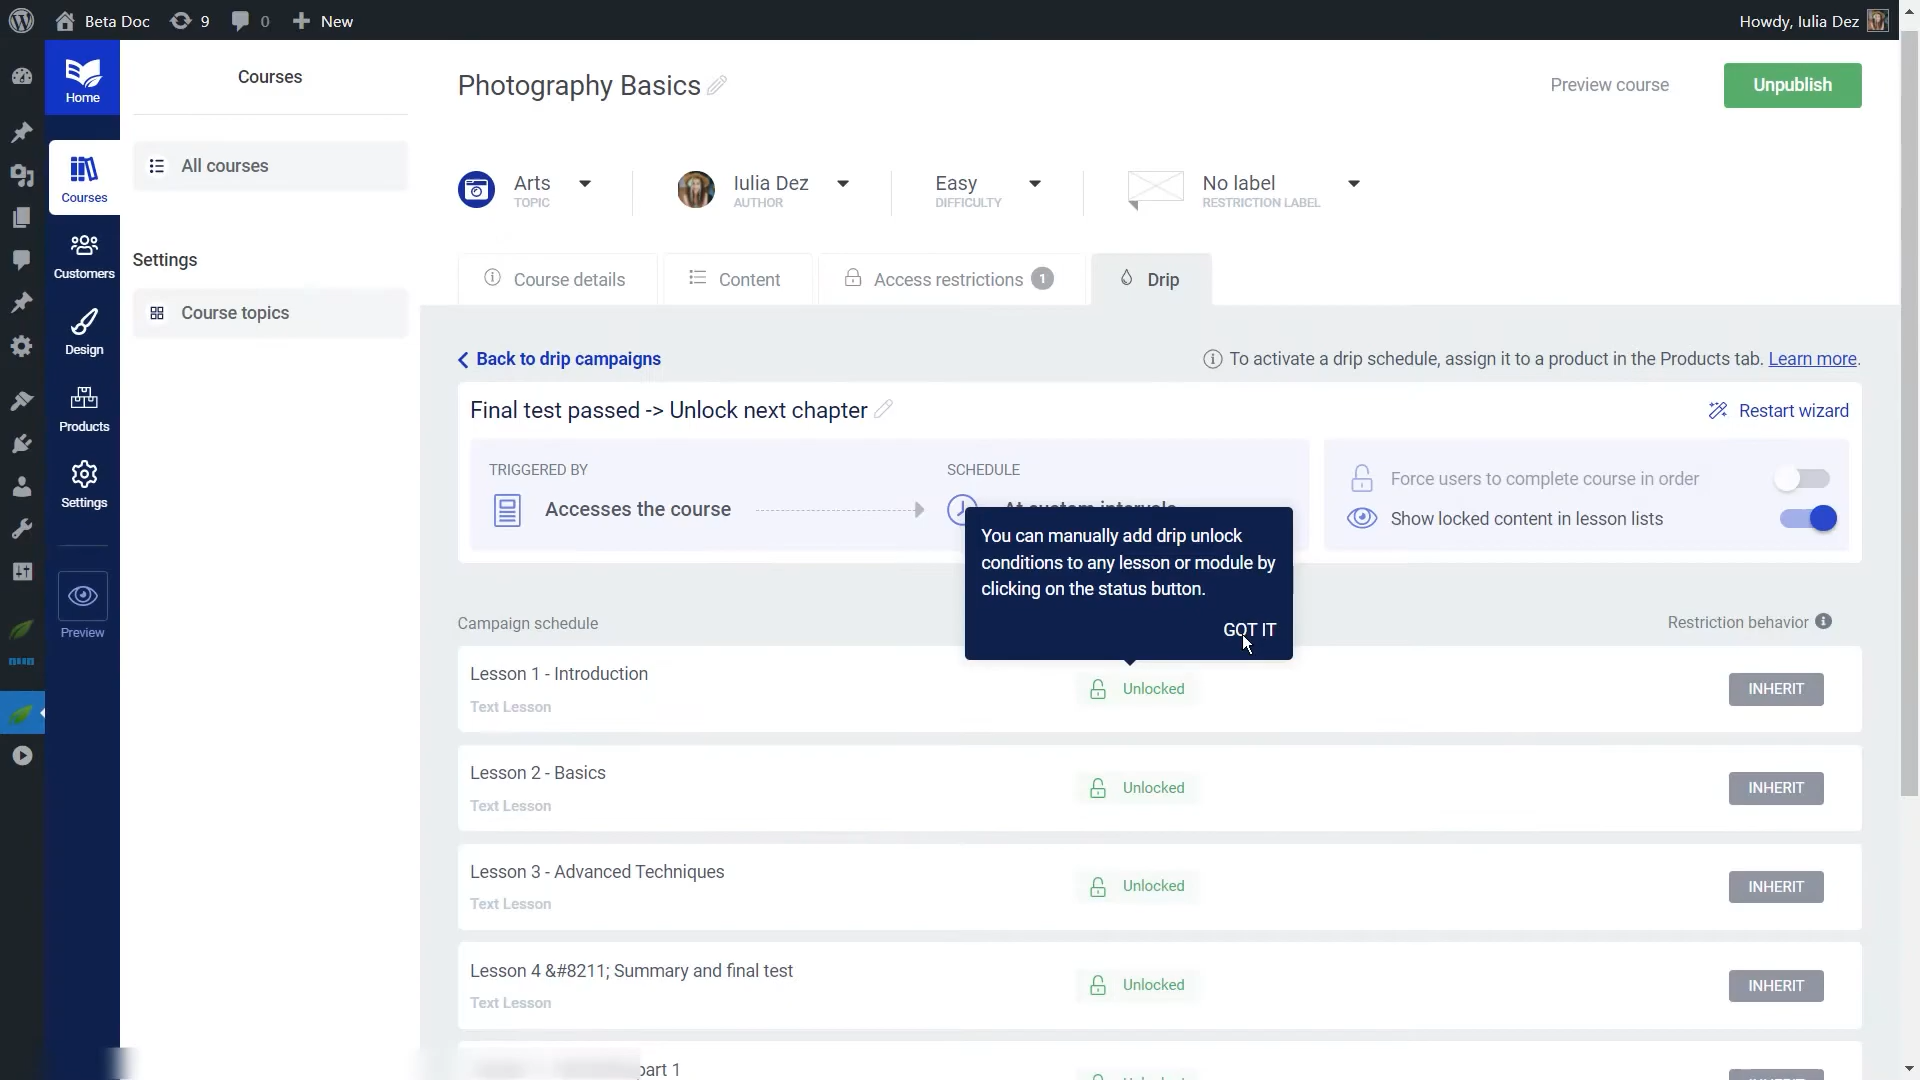 Beta Doc
9
0
New
Howdy, Iulia Dez
Home
Courses
Customers
Design
Products
Settings
Preview
Courses
All courses
Settings
Course topics
Photography Basics
Preview course
Unpublish
Arts
TOPIC
Iulia Dez
AUTHOR
Easy
DIFFICULTY
No label
RESTRICTION LABEL
Course details
Content
Access restrictions 1
Drip
Back to drip campaigns
To activate a drip schedule, assign it to a product in the Products tab. Learn more.
Final test passed -> Unlock next chapter
Restart wizard
TRIGGERED BY
Accesses the course
SCHEDULE
At custom intervals
Force users to complete course in order
Show locked content in lesson lists
You can manually add drip unlock
conditions to any lesson or module by
clicking on the status button.
GOT IT
Campaign schedule
Restriction behavior
Lesson 1 - Introduction
Text Lesson
Unlocked
INHERIT
Lesson 2 - Basics
Text Lesson
Unlocked
INHERIT
Lesson 3 - Advanced Techniques
Text Lesson
Unlocked
INHERIT
Lesson 4 &#8211; Summary and final test
Text Lesson
Unlocked
INHERIT
part 1